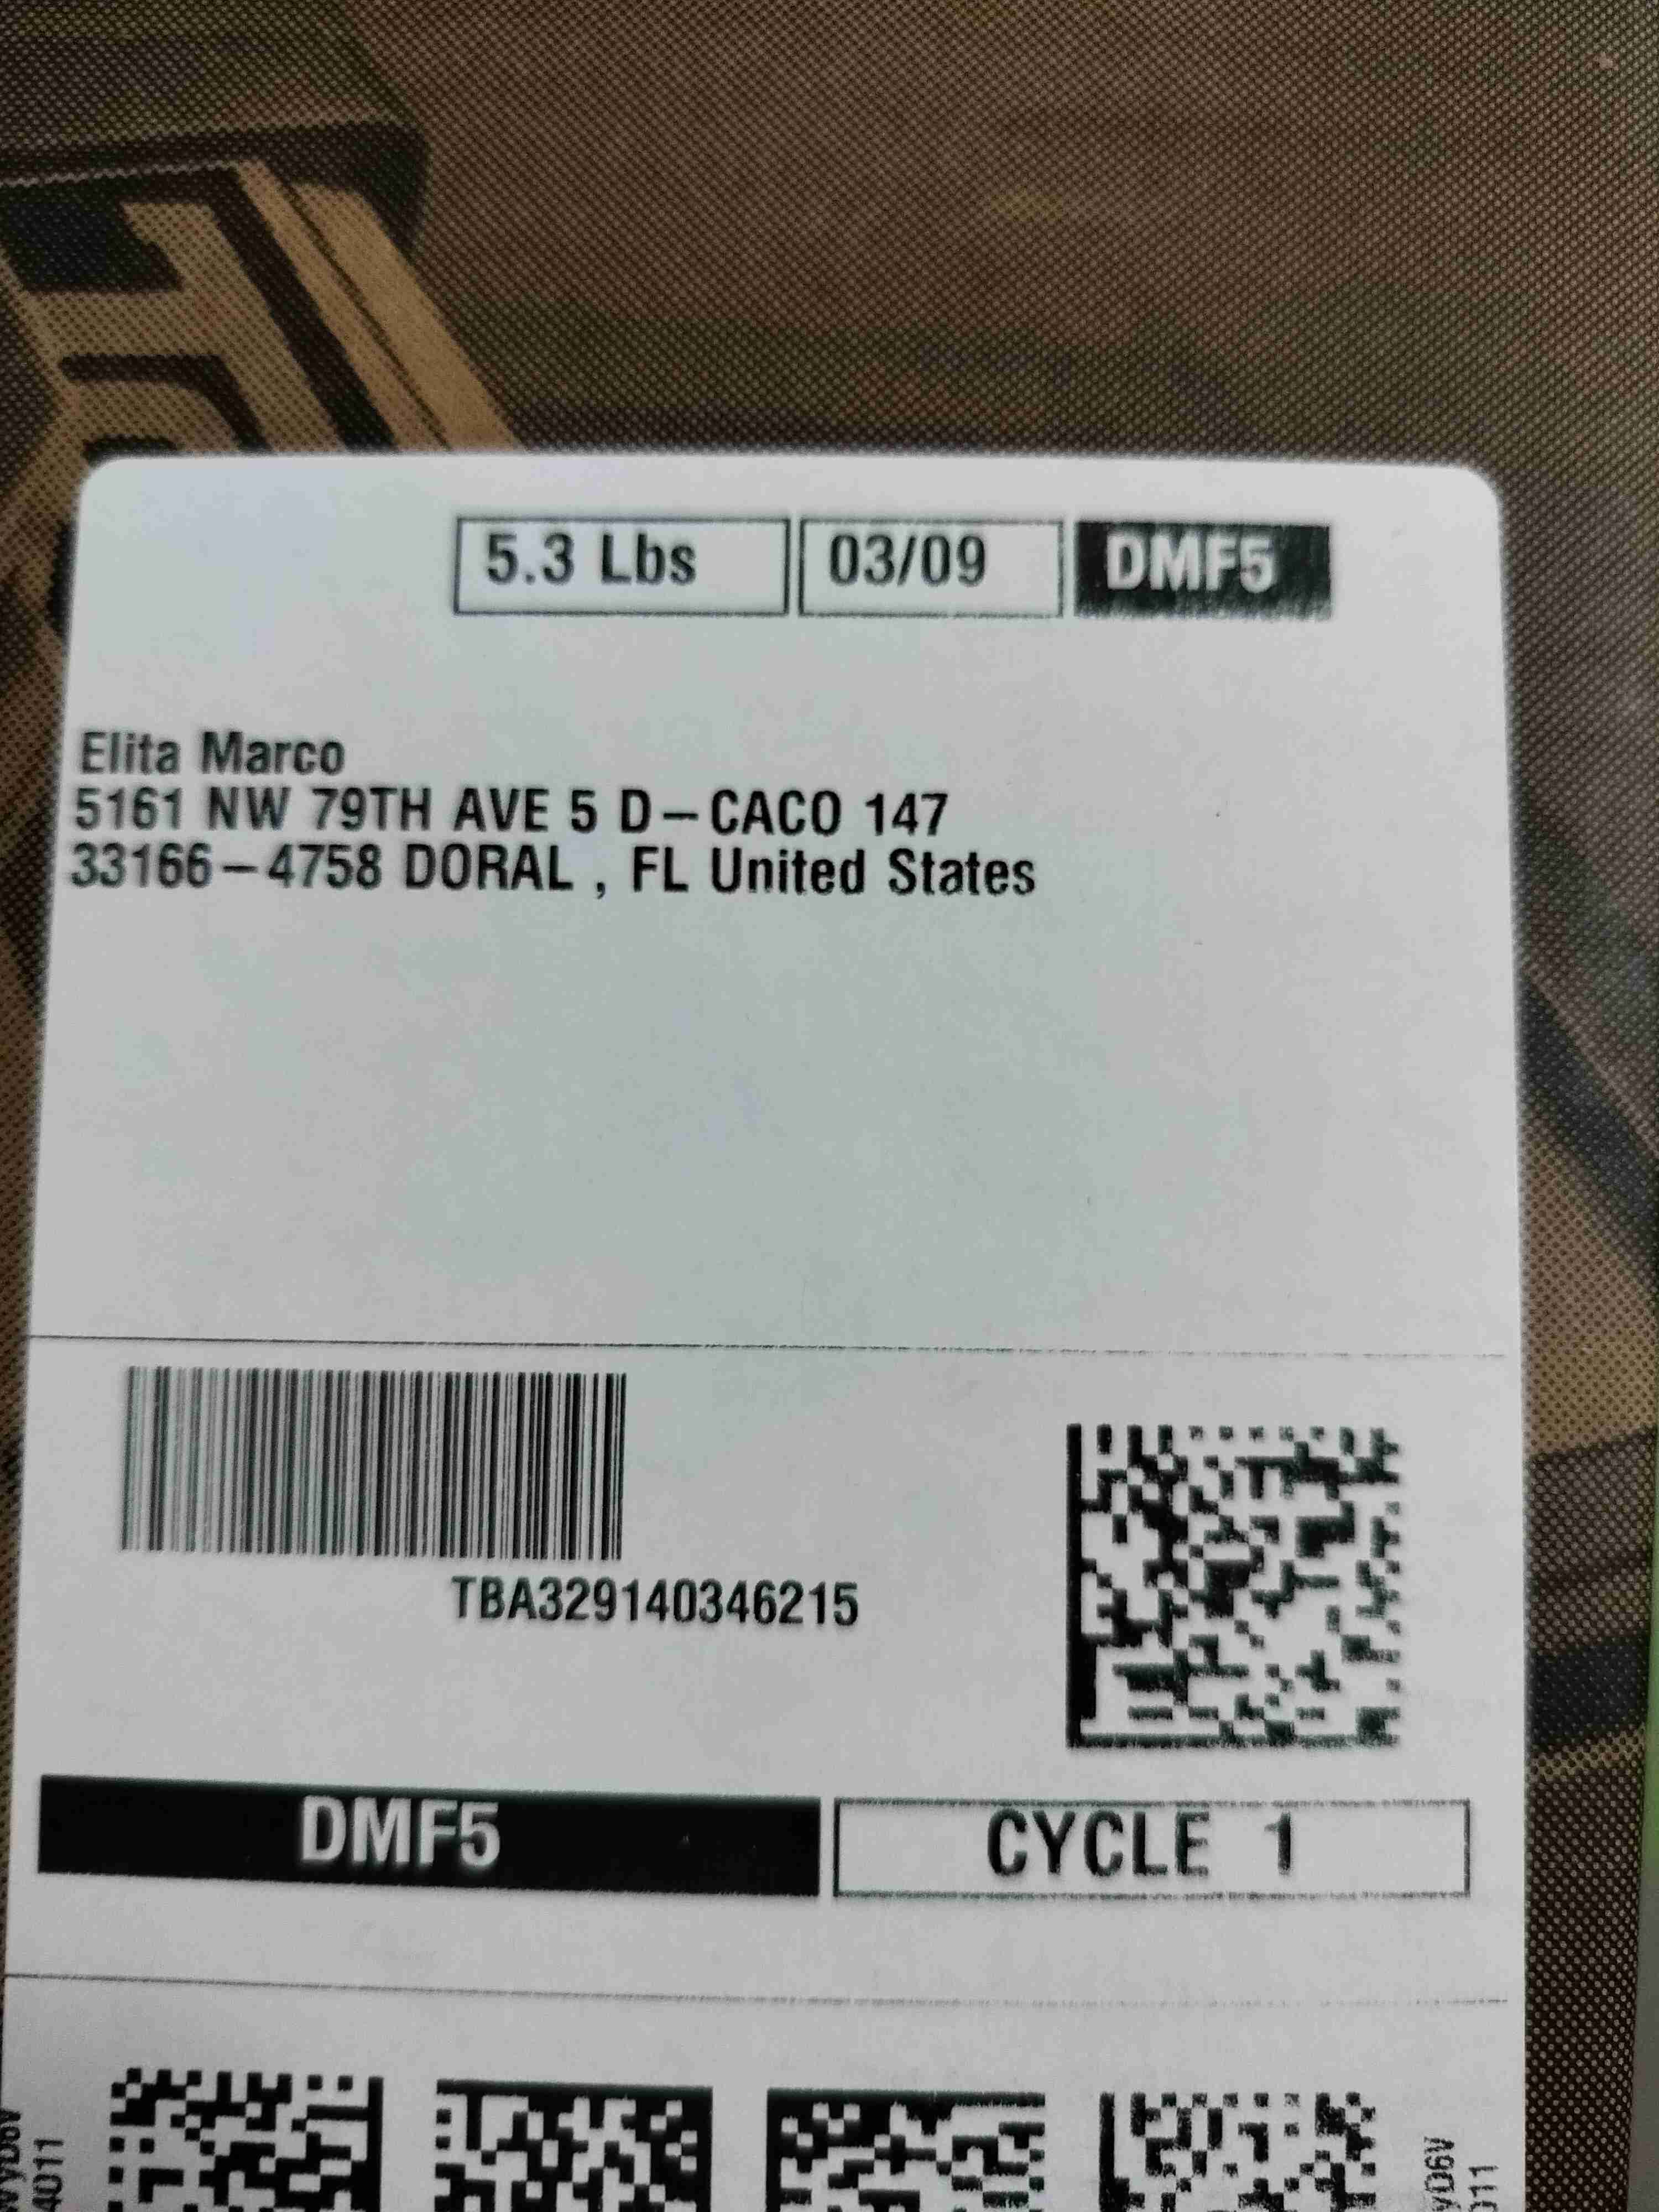 5.3 Lbs 03/09 DMF5
Elita Marco
5161 NW 79TH AVE 5 D-CACO 147
33166-4758 DORAL , FL United States
TBA329140346215
DMF5 CYCLE 1